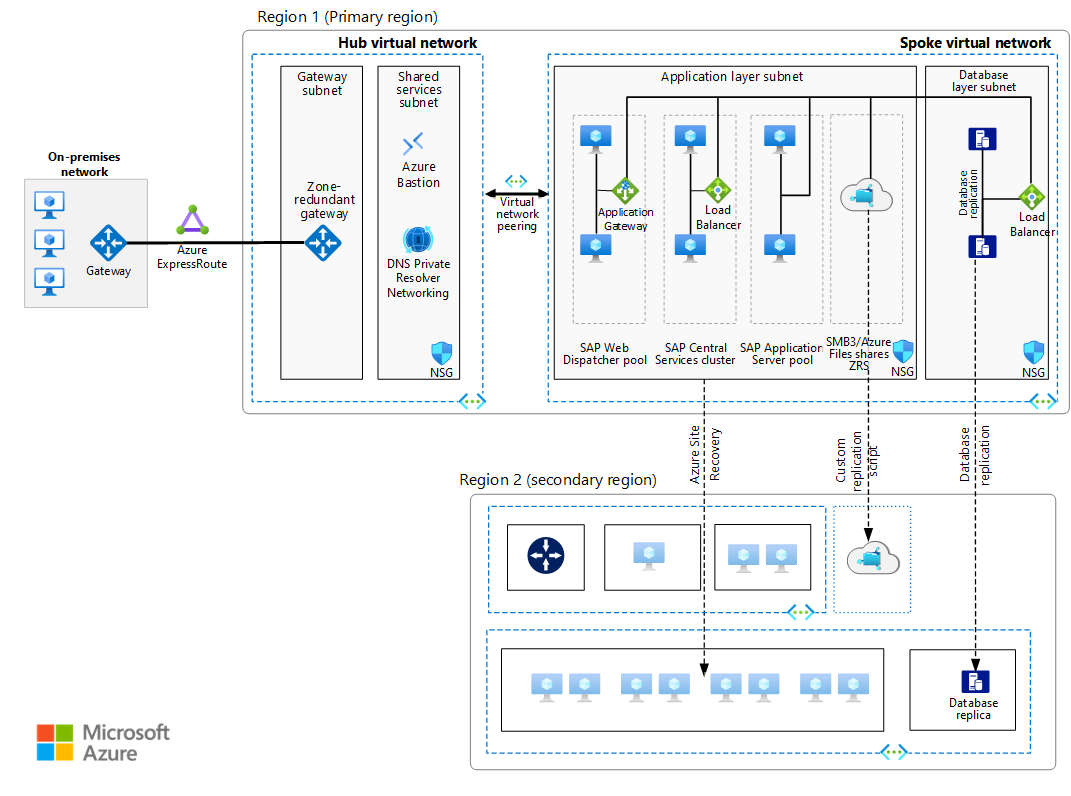 Region 1 (Primary region)
Hub virtual network
Spoke virtual network
Gateway
subnet
Shared
services
subnet
Application layer subnet
Database
layer subnet
On-premises
network
Azure
Bastion
Zone-
redundant
gateway
Virtual
network
peering
Application
Gateway
Load
Balancer
Database
replication
Load
Balancer
Gateway
Azure
ExpressRoute
DNS Private
Resolver
Networking
NSG
SAP Web
Dispatcher pool
SAP Central
Services cluster
SAP Application
Server pool
SMB3/Azure
Files shares
ZRS
NSG
NSG
Azure Site
Recovery
Custom
replication
script
Database
replication
Region 2 (secondary region)
Database
replica
Microsoft
Azure